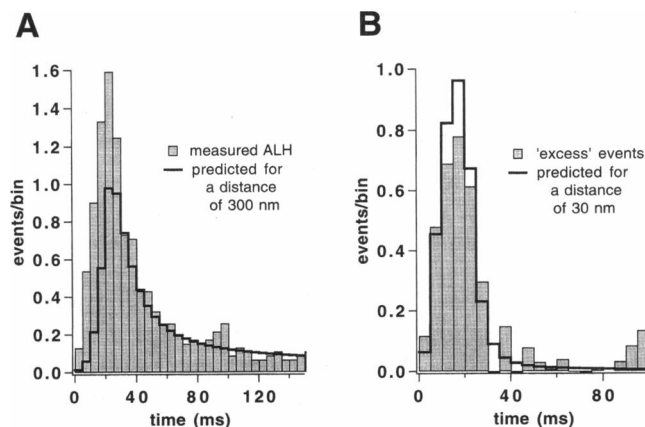 A
1.6
1.4
1.2
1.0
0.8
0.6
0.4
0.2
0.0
events/bin
measured ALH
predicted for
a distance
of 300 nm
0
40
80
120
time (ms)
B
1.0
0.8
0.6
0.4
0.2
0.0
events/bin
'excess' events
predicted for
a distance
of 30 nm
0
40
80
time (ms)